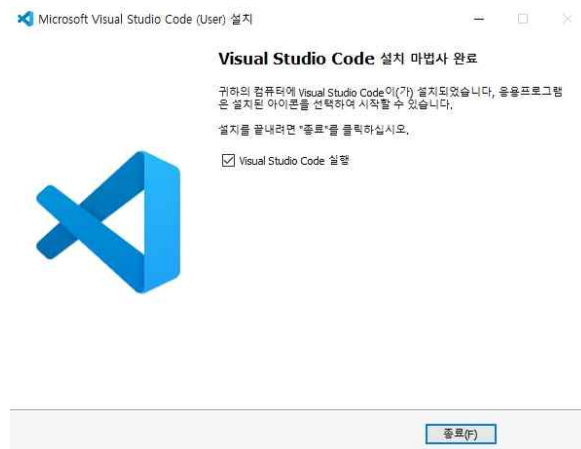 Microsoft Visual Studio Code (User) 설치
Visual Studio Code 설치 마법사 완료
귀하의 컴퓨터에 Visual Studio Code이(가) 설치되었습니다, 응용프로그램
은 설치된 아이콘을 선택하여 시작할 수 있습니다,
설치를 끝내려면 "종료"를 클릭하십시오,
Visual Studio Code 실행
종료(F)